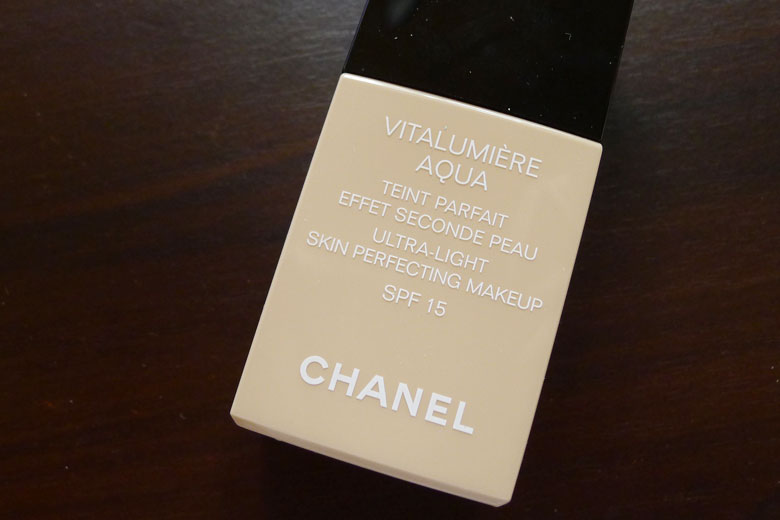 VITALUMIÈRE
AQUA
TEINT PARFAIT
EFFET SECONDE PEAU
ULTRA-LIGHT
SKIN PERFECTING MAKEUP
SPF 15
CHANEL